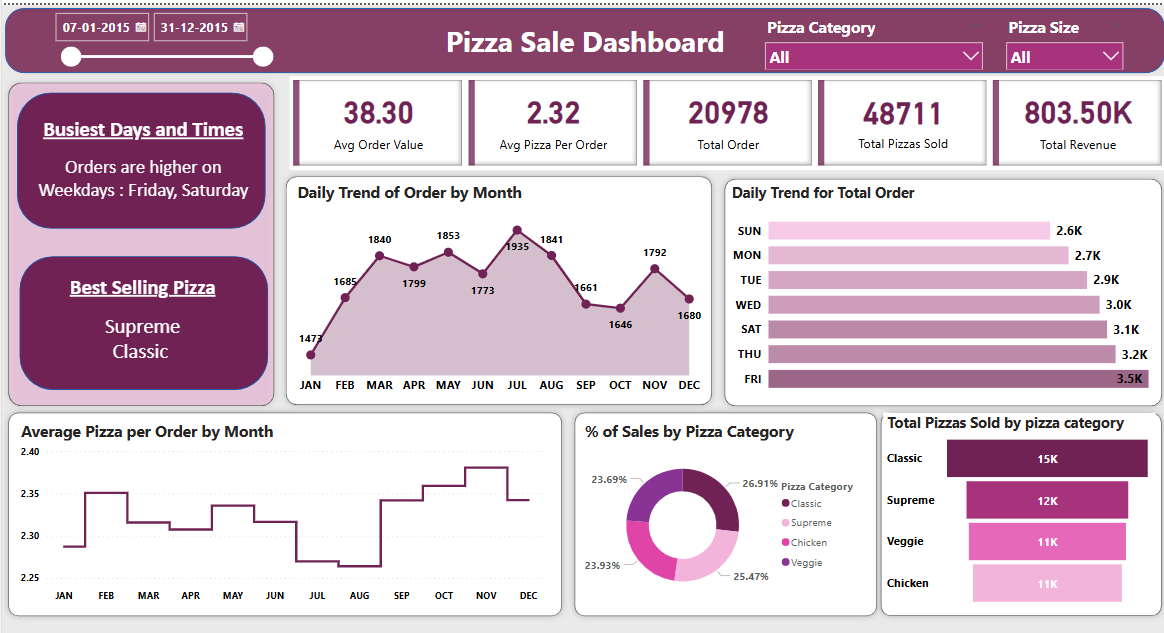 07-01-2015 31-12-2015
Pizza Sale Dashboard
Pizza Category
All
Pizza Size
All
Busiest Days and Times
Orders are higher on
Weekdays : Friday, Saturday
Best Selling Pizza
Supreme
Classic
38.30
Avg Order Value
2.32
Avg Pizza Per Order
20978
Total Order
48711
Total Pizzas Sold
803.50K
Total Revenue
Daily Trend of Order by Month
1473 1685 1840 1799 1853 1773 1935 1841 1661 1646 1792 1680
JAN FEB MAR APR MAY JUN JUL AUG SEP OCT NOV DEC
Daily Trend for Total Order
SUN 2.6K
MON 2.7K
TUE 2.9K
WED 3.0K
SAT 3.1K
THU 3.2K
FRI 3.5K
Average Pizza per Order by Month
2.40
2.35
2.30
2.25
JAN FEB MAR APR MAY JUN JUL AUG SEP OCT NOV DEC
% of Sales by Pizza Category
23.69%
26.91%
23.93%
25.47%
Pizza Category
Classic
Supreme
Chicken
Veggie
Total Pizzas Sold by pizza category
Classic 15K
Supreme 12K
Veggie 11K
Chicken 11K